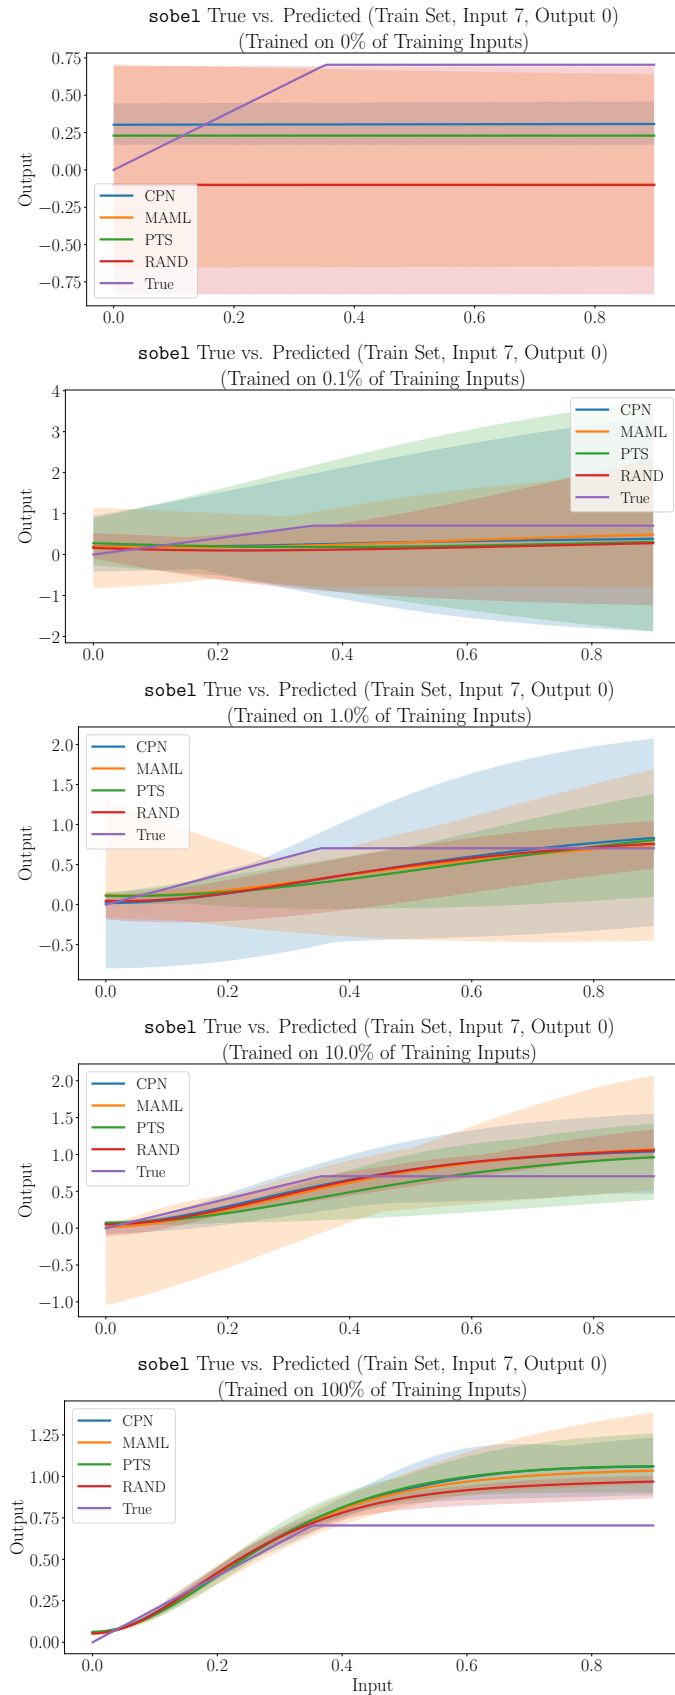 sobel True vs. Predicted (Train Set, Input 7, Output 0)
(Trained on 0% of Training Inputs)
0.75
0.50
0.25
0.00
−0.25
−0.50
−0.75
Output
CPN
MAML
PTS
RAND
True
0.0 0.2 0.4 0.6 0.8
sobel True vs. Predicted (Train Set, Input 7, Output 0)
(Trained on 0.1% of Training Inputs)
4
3
2
1
0
−1
−2
Output
CPN
MAML
PTS
RAND
True
0.0 0.2 0.4 0.6 0.8
sobel True vs. Predicted (Train Set, Input 7, Output 0)
(Trained on 1.0% of Training Inputs)
2.0
1.5
1.0
0.5
0.0
−0.5
Output
CPN
MAML
PTS
RAND
True
0.0 0.2 0.4 0.6 0.8
sobel True vs. Predicted (Train Set, Input 7, Output 0)
(Trained on 10.0% of Training Inputs)
2.0
1.5
1.0
0.5
0.0
−0.5
−1.0
Output
CPN
MAML
PTS
RAND
True
0.0 0.2 0.4 0.6 0.8
sobel True vs. Predicted (Train Set, Input 7, Output 0)
(Trained on 100% of Training Inputs)
1.25
1.00
0.75
0.50
0.25
0.00
Output
CPN
MAML
PTS
RAND
True
0.0 0.2 0.4 0.6 0.8
Input